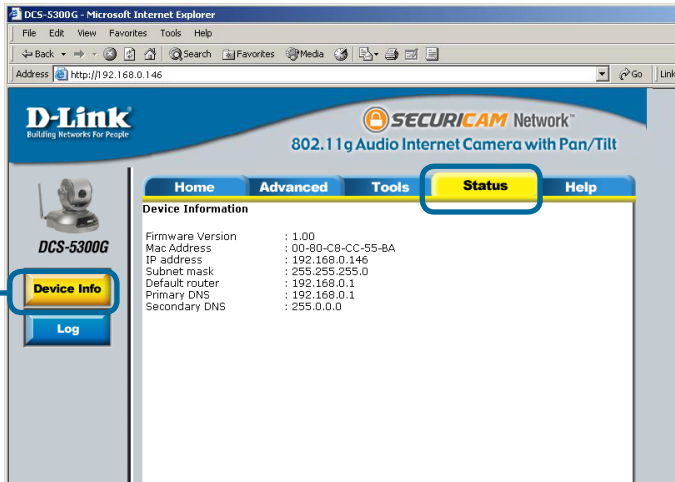 DCS-5300G - Microsoft Internet Explorer
File Edit View Favorites Tools Help
Back Search Favorites Media
Address http://192.168.0.146 Go Link
D-Link
Building Networks For People
SECURICAM Network™
802.11g Audio Internet Camera with Pan/Tilt
Home Advanced Tools Status Help
DCS-5300G
Device Info
Log
Device Information
Firmware Version : 1.00
Mac Address : 00-80-C8-CC-55-BA
IP address : 192.168.0.146
Subnet mask : 255.255.255.0
Default router : 192.168.0.1
Primary DNS : 192.168.0.1
Secondary DNS : 255.0.0.0